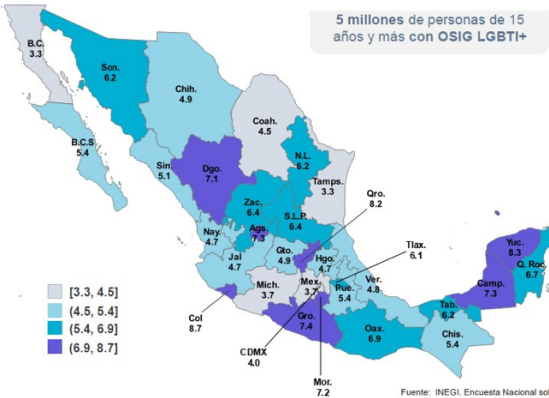 5 millones de personas de 15
años y más con OSIG LGBTI+
B.C.
3.3
Son.
6.2
Chih.
4.9
Coah.
4.5
B.C.S
5.4
N.L.
6.2
Sin.
5.1
Dgo.
7.1
Tamps.
3.3
Qro.
8.2
Zac.
6.4
S.L.P.
6.4
Ags.
7.3
Nay.
4.7
Tlax.
6.1
Yuc.
8.3
Jal
4.7
Gto.
4.9
Hgo.
4.7
Q. Roo
6.7
Ver.
4.8
Camp.
7.3
Mich.
3.7
Mex.
3.7
Pue.
5.4
Tab.
6.2
Col
8.7
Gro.
7.4
Oax.
6.9
Chis.
5.4
CDMX
4.0
Mor.
7.2
[3.3, 4.5]
(4.5, 5.4]
(5.4, 6.9]
(6.9, 8.7]
Fuente: INEGI. Encuesta Nacional sol